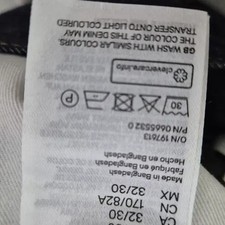 CA 32/30
CN 170/82A
MX 32/30
Made in Bangladesh
Fabriqué en Bangladesh
Hecho en Bangladesh
O/N 197613
P/N 0665532 0
30 P
clevercare.info
GB WASH WITH SIMILAR COLOURS.
THE COLOUR OF THIS DENIM MAY
TRANSFER ONTO LIGHT COLOURED